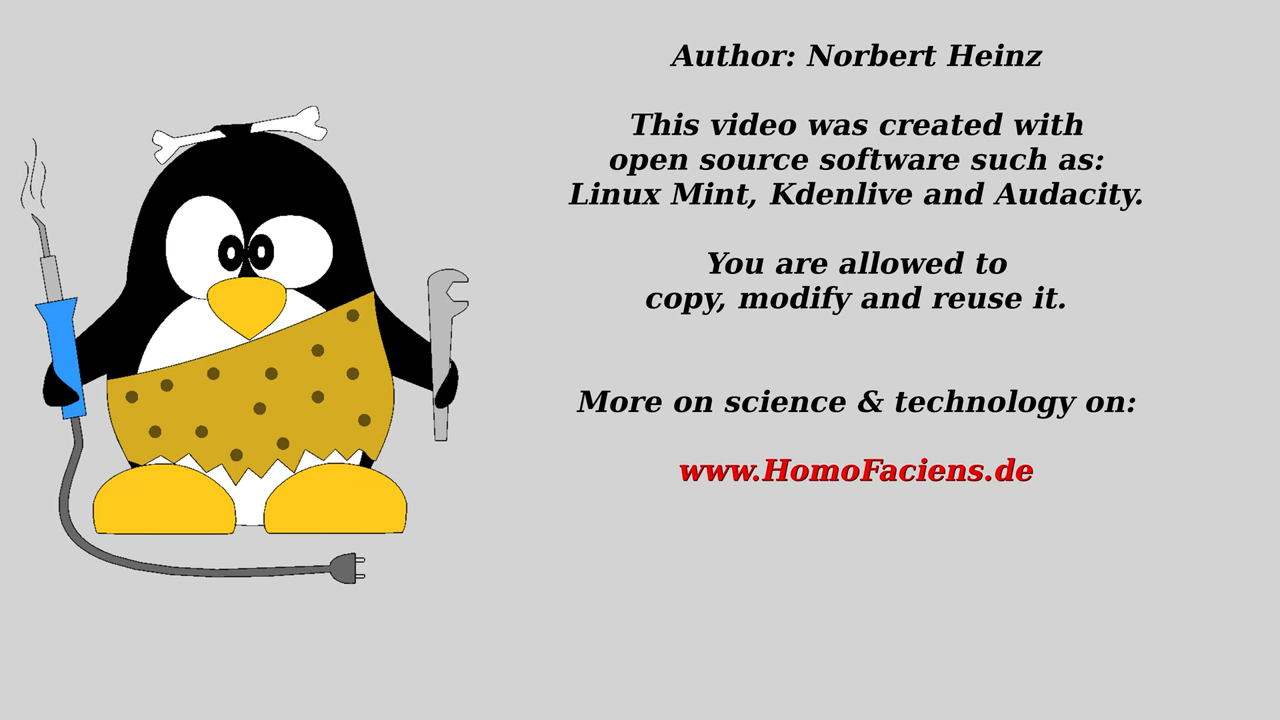 Author: Norbert Heinz
This video was created with
open source software such as:
Linux Mint, Kdenlive and Audacity.
You are allowed to
copy, modify and reuse it.
More on science & technology on:
www.HomoFaciens.de